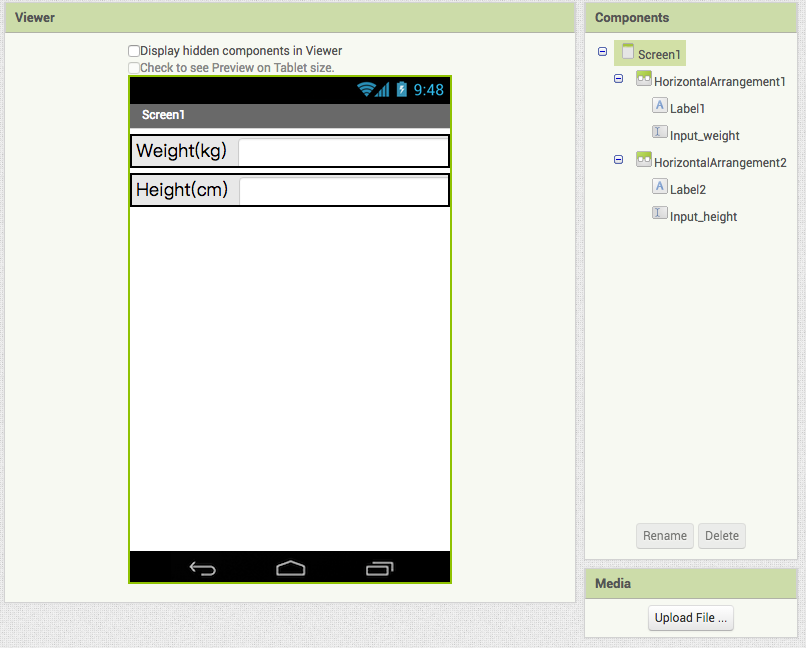 Viewer
Display hidden components in Viewer
Check to see Preview on Tablet size.
9:48
Screen1
Weight(kg)
Height(cm)
Components
Screen1
HorizontalArrangement1
A Label1
Input_weight
HorizontalArrangement2
A Label2
Input_height
Rename Delete
Media
Upload File ...